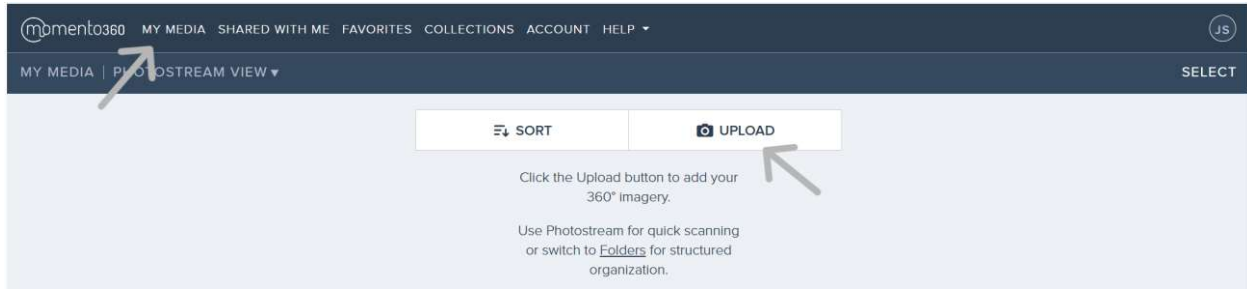 momento360 MY MEDIA SHARED WITH ME FAVORITES COLLECTIONS ACCOUNT HELP JS
MY MEDIA | PHOTOSTREAM VIEW SELECT
SORT UPLOAD
Click the Upload button to add your
360° imagery.
Use Photostream for quick scanning
or switch to Folders for structured
organization.